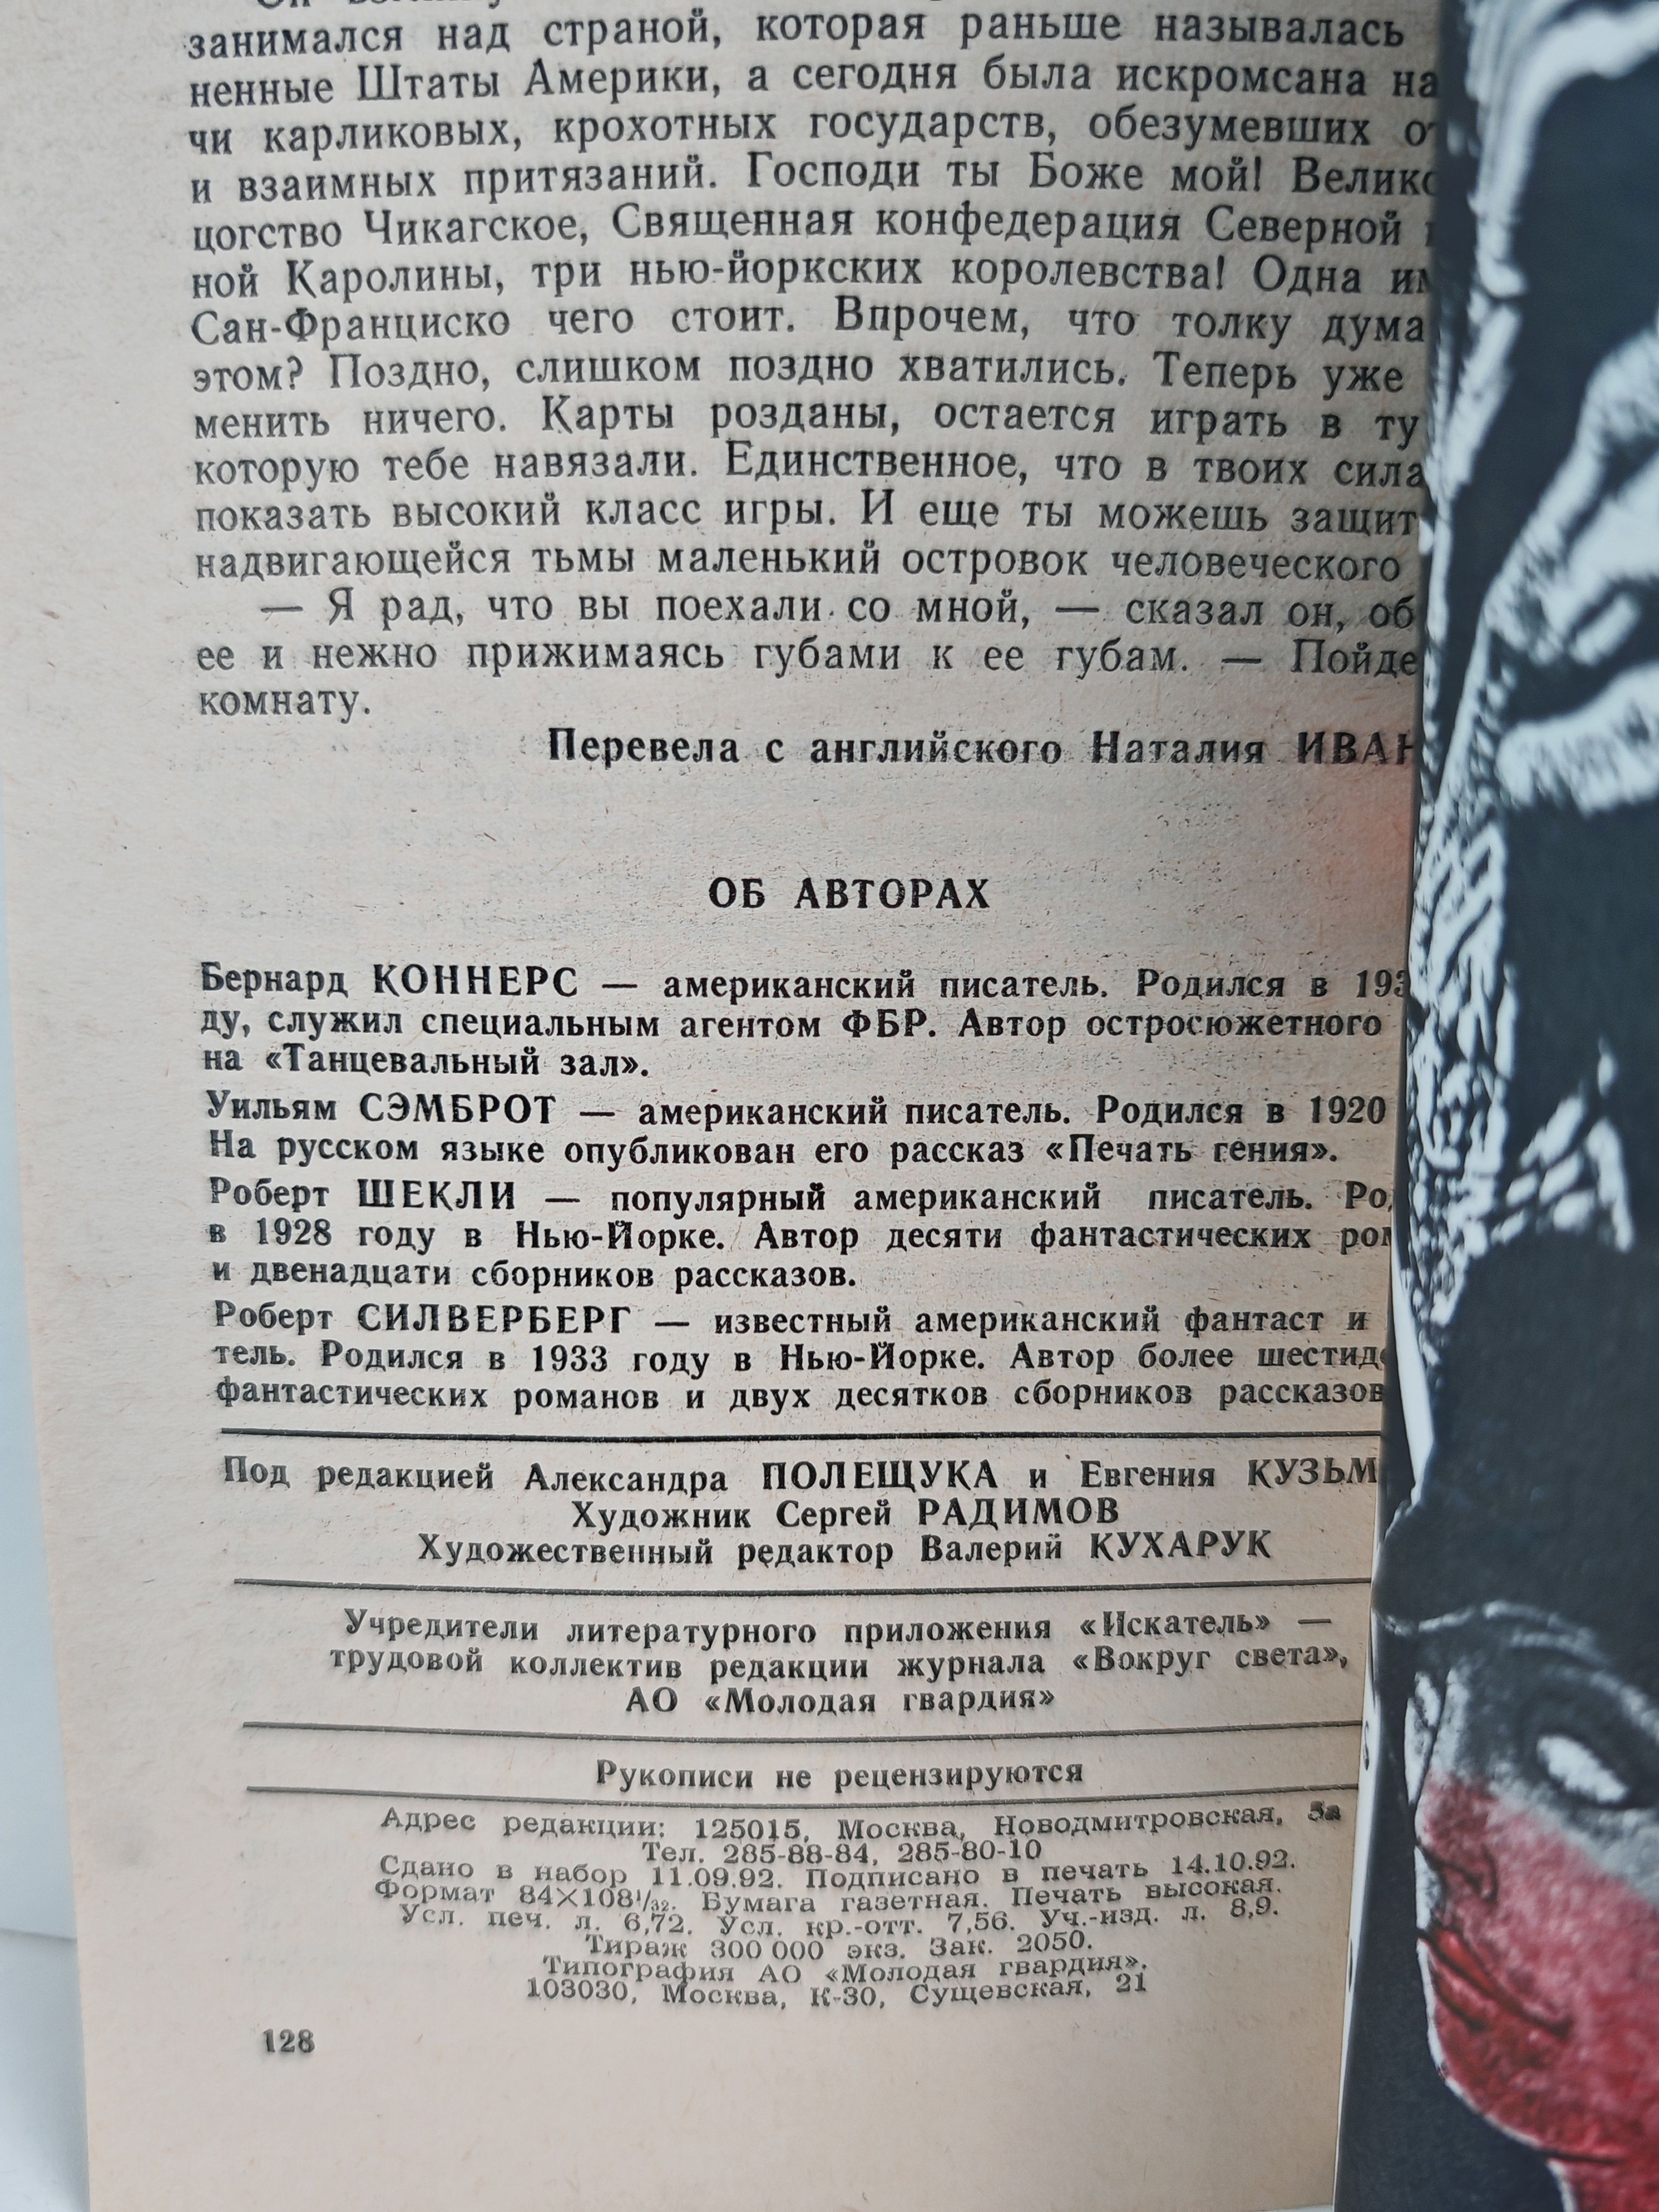 занимался над страной, которая раньше называлась
ненные Штаты Америки, а сегодня была искромсана на
чи карликовых, крохотных государств, обезумевших
и взаимных притязаний. Господи ты Боже мой!
цогство Чикагское, Священная конфедерация Северной
ной Каролины, три нью-йоркских королевства! Одна
Сан-Франциско чего стоит. Впрочем, что толку дума
этом? Поздно, слишком поздно хватились. Теперь уже
менить ничего. Карты розданы, остается играть в ту
которую тебе навязали. Единственное, что в твоих сила
показать высокий класс игры. И еще ты можешь защит
надвигающейся тьмы маленький островок человеческого
— Я рад, что вы поехали со мной, — сказал он, об
ее и нежно прижимаясь губами к ее губам. — Пойде
комнату.
Перевела с английского Наталия ИВАН
ОБ АВТОРАХ
Бернард КОННЕРС — американский писатель. Родился в 193
ду, служил специальным агентом ФБР. Автор остросюжетного
на «Танцевальный зал».
Уильям СЭМБРОТ — американский писатель. Родился в 1920
На русском языке опубликован его рассказ «Печать гения».
Роберт ШЕКЛИ — популярный американский писатель. Ро
в 1928 году в Нью-Йорке. Автор десяти фантастических ром
и двенадцати сборников рассказов.
Роберт СИЛВЕРБЕРГ — известный американский фантаст и
тель. Родился в 1933 году в Нью-Йорке. Автор более шестиде
фантастических романов и двух десятков сборников рассказов
Под редакцией Александра ПОЛЕЩУКА и Евгения КУЗЬМ
Художник Сергей РАДИМОВ
Художественный редактор Валерий КУХАРУК
Учредители литературного приложения «Искатель» —
трудовой коллектив редакции журнала «Вокруг света»,
АО «Молодая гвардия»
Рукописи не рецензируются
Адрес редакции: 125015, Москва, Новодмитровская, 5а
Тел. 285-88-84, 285-80-10
Сдано в набор 11.09.92. Подписано в печать 14.10.92.
Формат 84×108¹/₃₂. Бумага газетная. Печать высокая.
Усл. печ. л. 6,72. Усл. кр.-отт. 7,56. Уч.-изд. л. 8,9.
Тираж 300 000 экз. Зак. 2050.
Типография АО «Молодая гвардия».
103030, Москва, К-30, Сущевская, 21
128